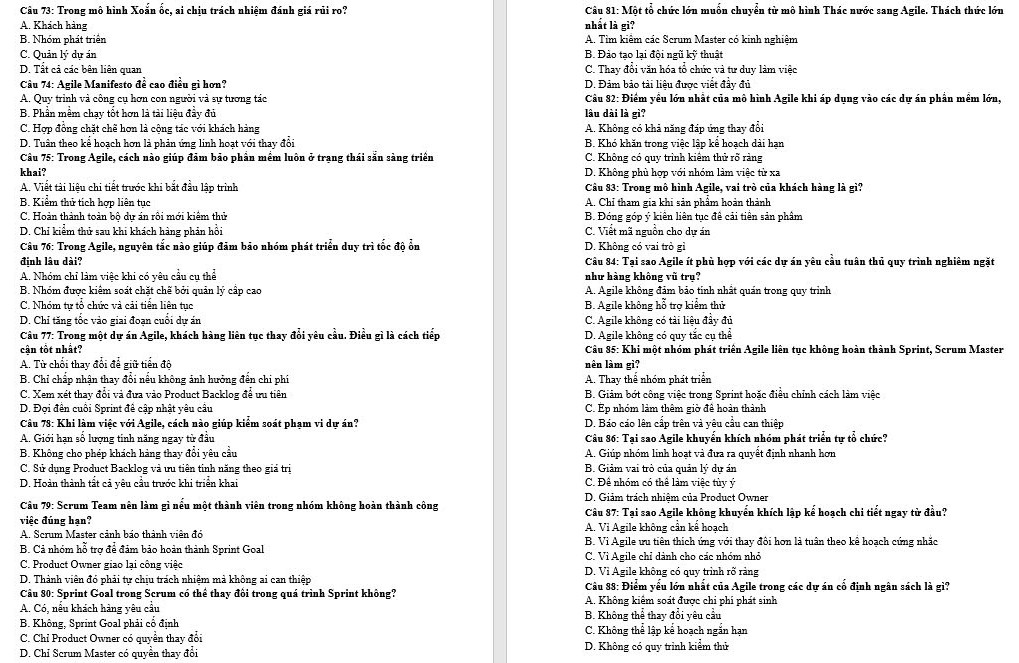 Câu 73: Trong mô hình Xoắn ốc, ai chịu trách nhiệm đánh giá rủi ro?
A. Khách hàng
B. Nhóm phát triển
C. Quản lý dự án
D. Tất cả các bên liên quan
Câu 74: Agile Manifesto đề cao điều gì hơn?
A. Quy trình và công cụ hơn con người và sự tương tác
B. Phần mềm chạy tốt hơn là tài liệu đầy đủ
C. Hợp đồng chặt chẽ hơn là cộng tác với khách hàng
D. Tuân theo kế hoạch hơn là phản ứng linh hoạt với thay đổi
Câu 75: Trong Agile, cách nào giúp đảm bảo phần mềm luôn ở trạng thái sẵn sàng triển
khai?
A. Viết tài liệu chi tiết trước khi bắt đầu lập trình
B. Kiểm thử tích hợp liên tục
C. Hoàn thành toàn bộ dự án rồi mới kiểm thử
D. Chỉ kiểm thử sau khi khách hàng phản hồi
Câu 76: Trong Agile, nguyên tắc nào giúp đảm bảo nhóm phát triển duy trì tốc độ ổn
định lâu dài?
A. Nhóm chỉ làm việc khi có yêu cầu cụ thể
B. Nhóm được kiểm soát chặt chẽ bởi quản lý cấp cao
C. Nhóm tự tổ chức và cải tiến liên tục
D. Chỉ tăng tốc vào giai đoạn cuối dự án
Câu 77: Trong một dự án Agile, khách hàng liên tục thay đổi yêu cầu. Điều gì là cách tiếp
cận tốt nhất?
A. Từ chối thay đổi để giữ tiến độ
B. Chỉ chấp nhận thay đổi nếu không ảnh hưởng đến chi phí
C. Xem xét thay đổi và đưa vào Product Backlog để ưu tiên
D. Đợi đến cuối Sprint để cập nhật yêu cầu
Câu 78: Khi làm việc với Agile, cách nào giúp kiểm soát phạm vi dự án?
A. Giới hạn số lượng tính năng ngay từ đầu
B. Không cho phép khách hàng thay đổi yêu cầu
C. Sử dụng Product Backlog và ưu tiên tính năng theo giá trị
D. Hoàn thành tất cả yêu cầu trước khi triển khai
Câu 79: Scrum Team nên làm gì nếu một thành viên trong nhóm không hoàn thành công
việc đúng hạn?
A. Scrum Master cảnh báo thành viên đó
B. Cả nhóm hỗ trợ để đảm bảo hoàn thành Sprint Goal
C. Product Owner giao lại công việc
D. Thành viên đó phải tự chịu trách nhiệm mà không ai can thiệp
Câu 80: Sprint Goal trong Scrum có thể thay đổi trong quá trình Sprint không?
A. Có, nếu khách hàng yêu cầu
B. Không, Sprint Goal phải cố định
C. Chỉ Product Owner có quyền thay đổi
D. Chỉ Scrum Master có quyền thay đổi
Câu 81: Một tổ chức lớn muốn chuyển từ mô hình Thác nước sang Agile. Thách thức lớn
nhất là gì?
A. Tìm kiếm các Scrum Master có kinh nghiệm
B. Đào tạo lại đội ngũ kỹ thuật
C. Thay đổi văn hóa tổ chức và tư duy làm việc
D. Đảm bảo tài liệu được viết đầy đủ
Câu 82: Điểm yếu lớn nhất của mô hình Agile khi áp dụng vào các dự án phần mềm lớn,
lâu dài là gì?
A. Không có khả năng đáp ứng thay đổi
B. Khó khăn trong việc lập kế hoạch dài hạn
C. Không có quy trình kiểm thử rõ ràng
D. Không phù hợp với nhóm làm việc từ xa
Câu 83: Trong mô hình Agile, vai trò của khách hàng là gì?
A. Chỉ tham gia khi sản phẩm hoàn thành
B. Đóng góp ý kiến liên tục để cải tiến sản phẩm
C. Viết mã nguồn cho dự án
D. Không có vai trò gì
Câu 84: Tại sao Agile ít phù hợp với các dự án yêu cầu tuân thủ quy trình nghiêm ngặt
như hàng không vũ trụ?
A. Agile không đảm bảo tính nhất quán trong quy trình
B. Agile không hỗ trợ kiểm thử
C. Agile không có tài liệu đầy đủ
D. Agile không có quy tắc cụ thể
Câu 85: Khi một nhóm phát triển Agile liên tục không hoàn thành Sprint, Scrum Master
nên làm gì?
A. Thay thế nhóm phát triển
B. Giảm bớt công việc trong Sprint hoặc điều chỉnh cách làm việc
C. Ép nhóm làm thêm giờ để hoàn thành
D. Báo cáo lên cấp trên và yêu cầu can thiệp
Câu 86: Tại sao Agile khuyến khích nhóm phát triển tự tổ chức?
A. Giúp nhóm linh hoạt và đưa ra quyết định nhanh hơn
B. Giảm vai trò của quản lý dự án
C. Để nhóm có thể làm việc tùy ý
D. Giảm trách nhiệm của Product Owner
Câu 87: Tại sao Agile không khuyến khích lập kế hoạch chi tiết ngay từ đầu?
A. Vì Agile không cần kế hoạch
B. Vì Agile ưu tiên thích ứng với thay đổi hơn là tuân theo kế hoạch cứng nhắc
C. Vì Agile chỉ dành cho các nhóm nhỏ
D. Vì Agile không có quy trình rõ ràng
Câu 88: Điểm yếu lớn nhất của Agile trong các dự án cố định ngân sách là gì?
A. Không kiểm soát được chi phí phát sinh
B. Không thể thay đổi yêu cầu
C. Không thể lập kế hoạch ngắn hạn
D. Không có quy trình kiểm thử